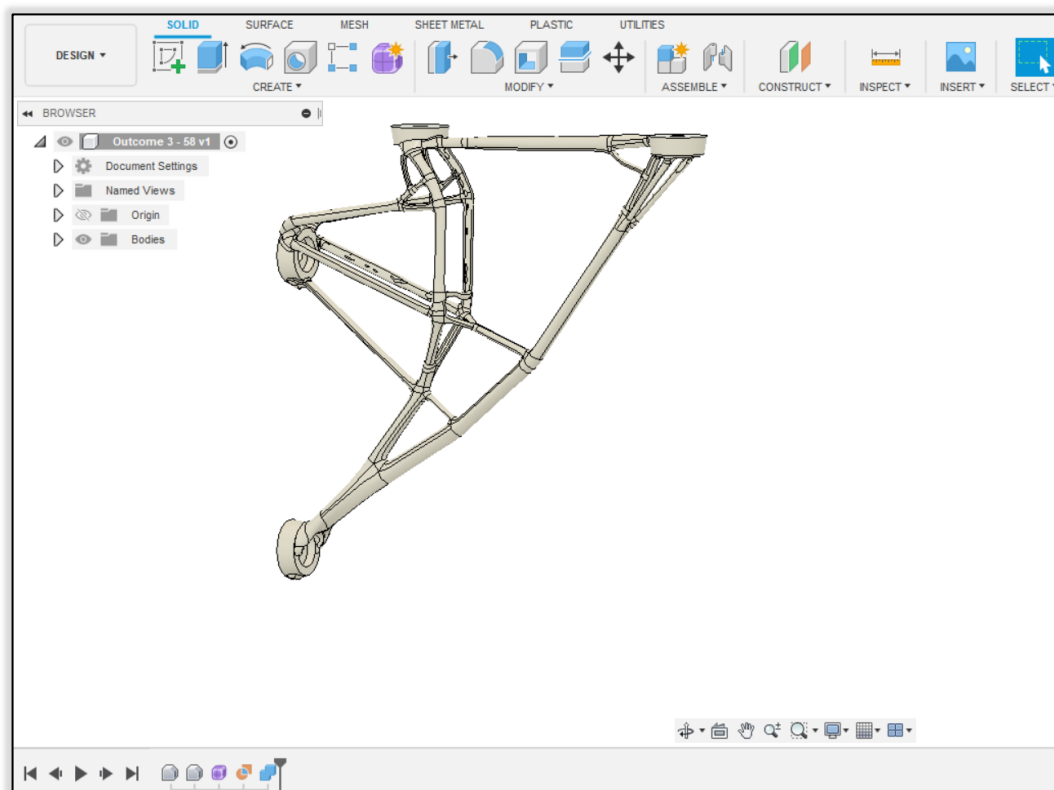 SOLID SURFACE MESH SHEET METAL PLASTIC UTILITIES
DESIGN
CREATE MODIFY ASSEMBLE CONSTRUCT INSPECT INSERT SELECT
BROWSER
Outcome 3 - 58 v1
Document Settings
Named Views
Origin
Bodies